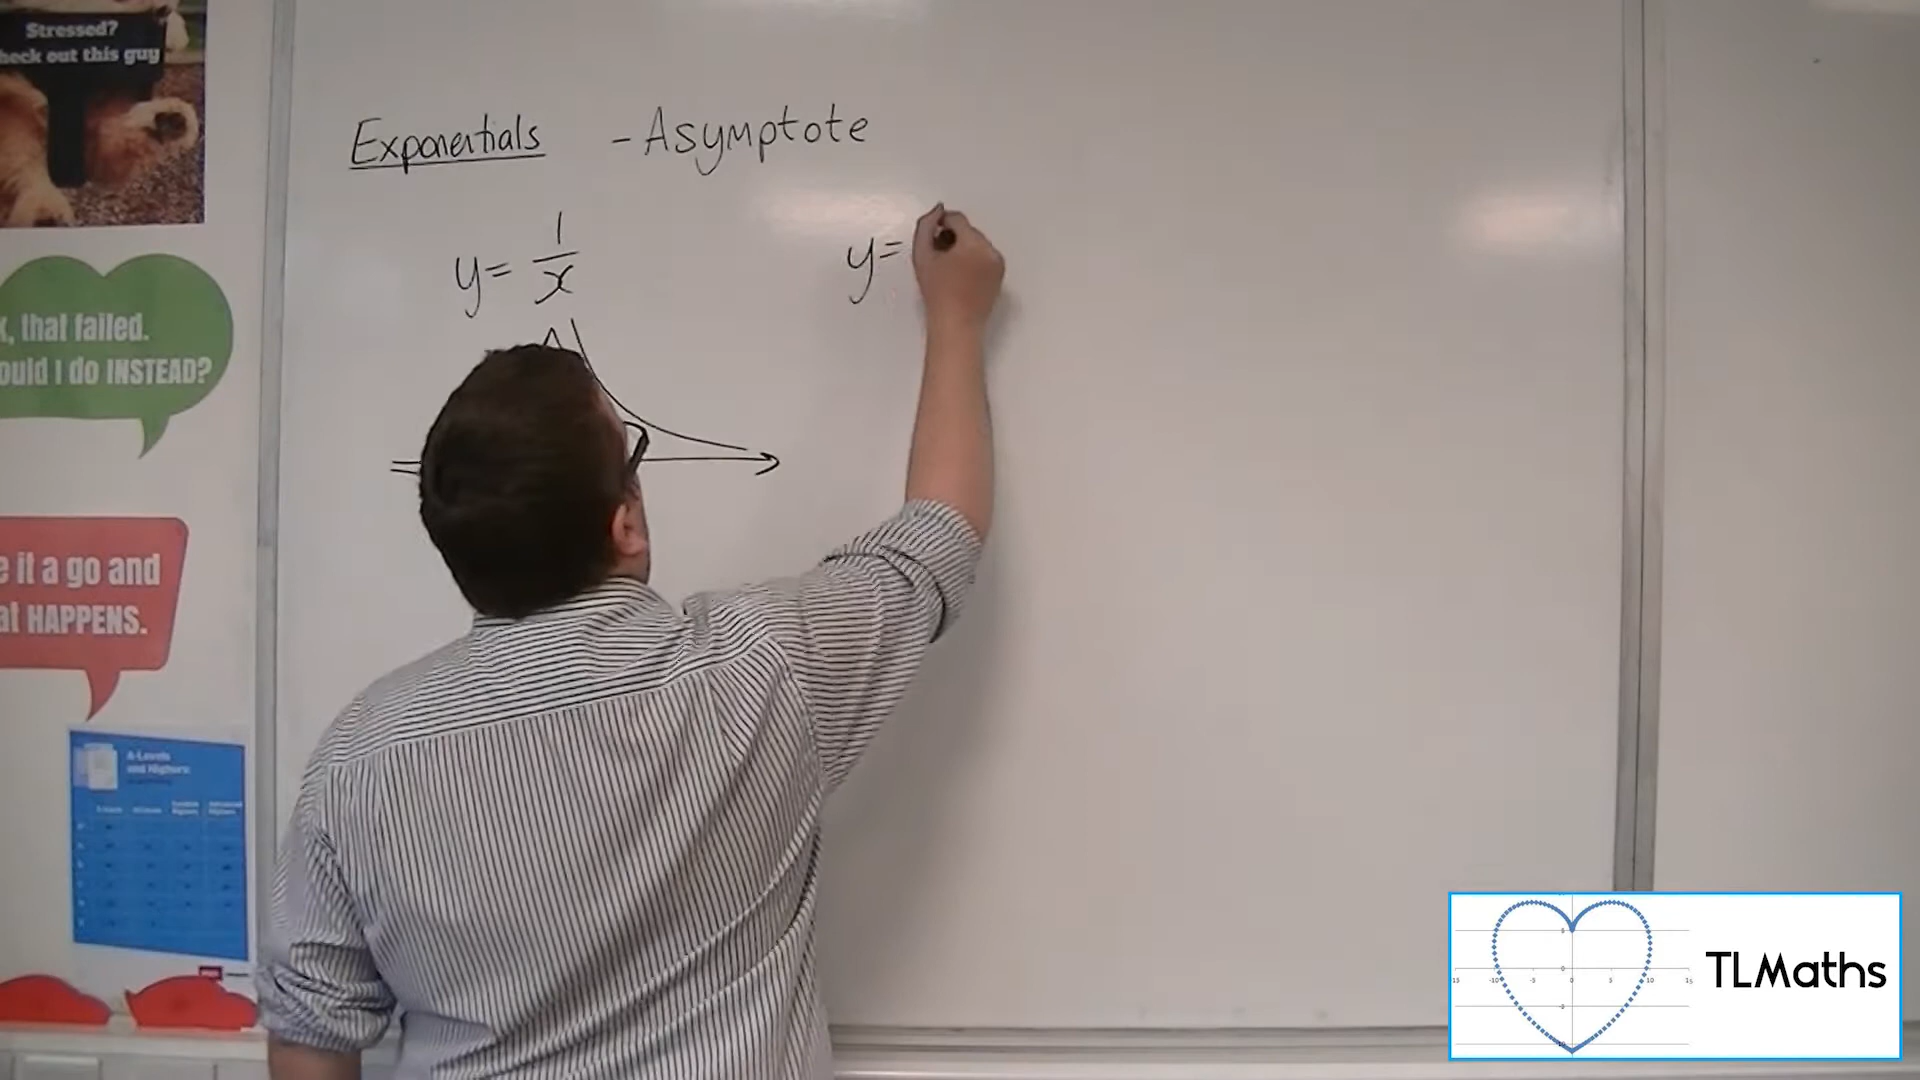 Stressed?
heck out this guy
Exponentials - Asymptote
y = 1/x
y =
, that failed.
ould I do INSTEAD?
e it a go and
at HAPPENS.
A-Levels
and Highers
TLMaths